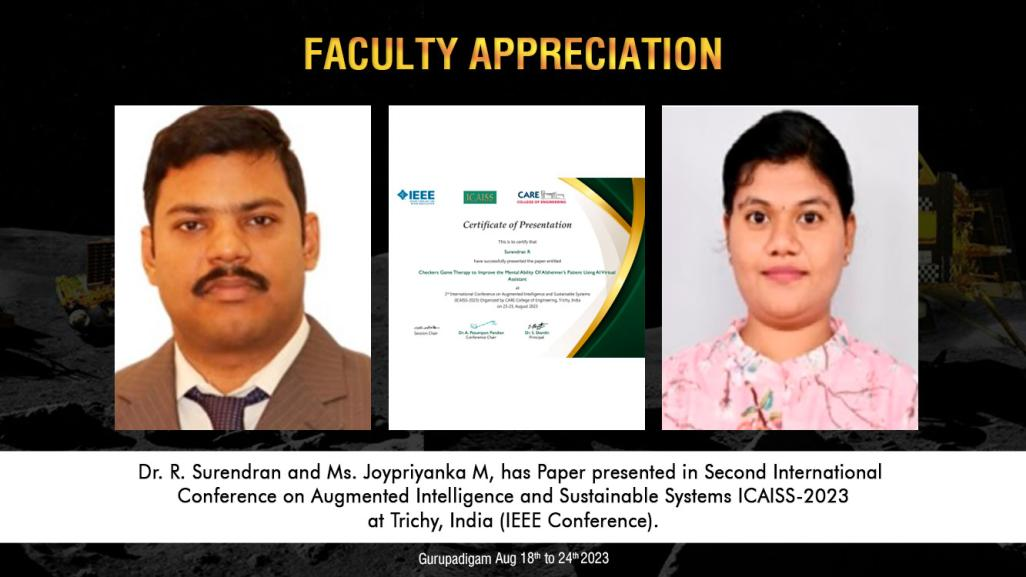 FACULTY APPRECIATION
IEEE
ICAISS
CARE
COLLEGE OF ENGINEERING
Certificate of Presentation
This is to certify that
Surendran R
have successfully presented the paper entitled
Checkers Game Therapy to Improve the Mental Ability Of Alzheimer's Patient Using AI Virtual
Assistant
at
2nd International Conference on Augmented Intelligence and Sustainable Systems
(ICAISS-2023) Organized by CARE College of Engineering, Trichy, India
on 23-25, August 2023
Session Chair
Conference Chair
Principal
Dr. R. Surendran and Ms. Joypriyanka M, has Paper presented in Second International
Conference on Augmented Intelligence and Sustainable Systems ICAISS-2023
at Trichy, India (IEEE Conference).
Gurupadigam Aug 18th to 24th 2023